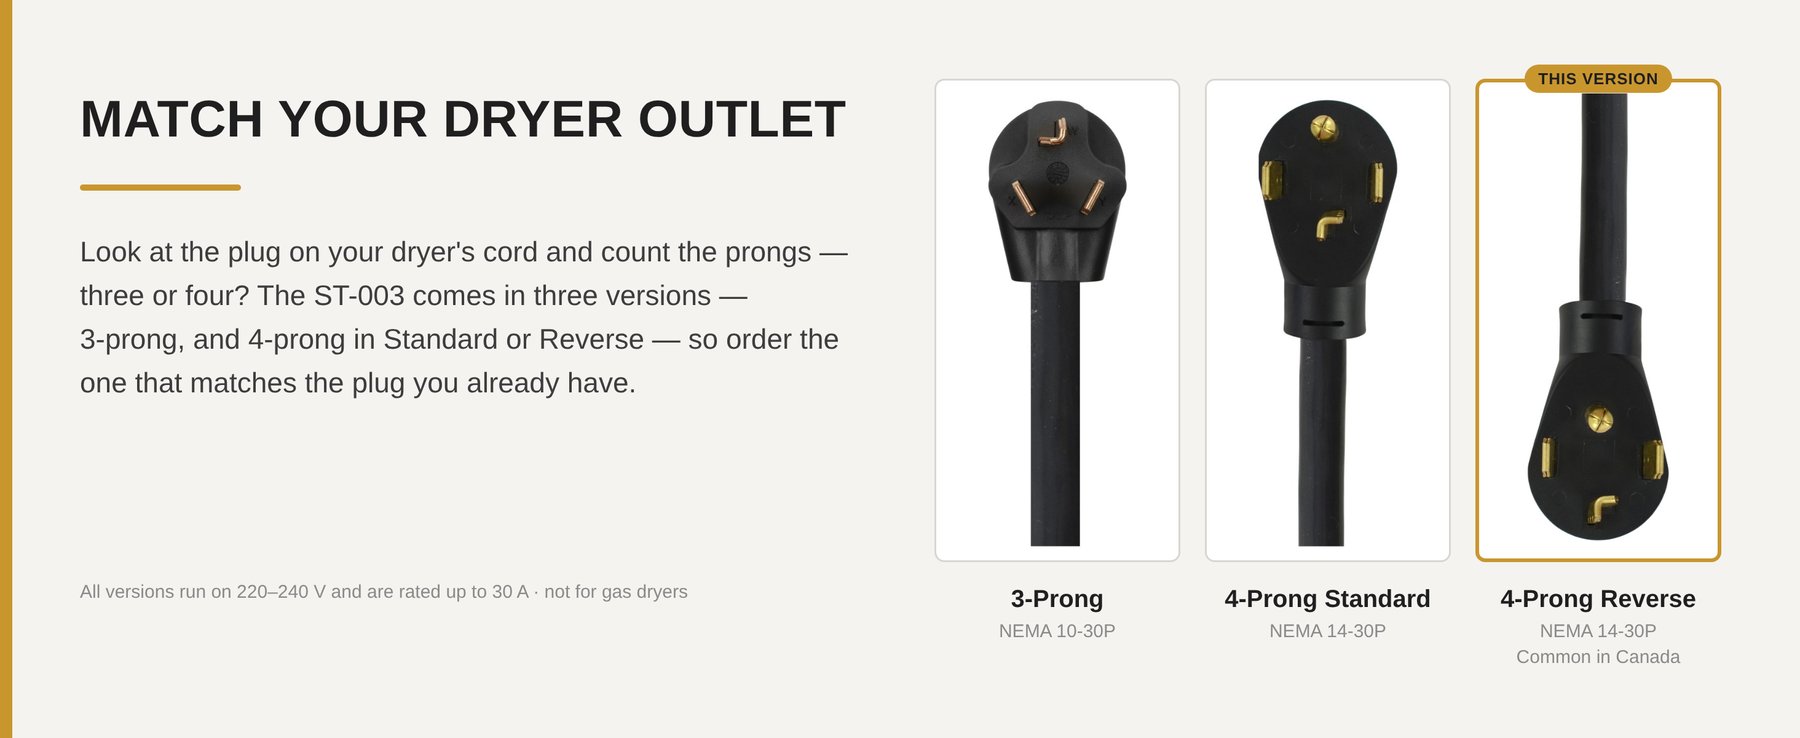 MATCH YOUR DRYER OUTLET
Look at the plug on your dryer's cord and count the prongs —
three or four? The ST-003 comes in three versions —
3-prong, and 4-prong in Standard or Reverse — so order the
one that matches the plug you already have.
All versions run on 220–240 V and are rated up to 30 A · not for gas dryers
3-Prong
NEMA 10-30P
4-Prong Standard
NEMA 14-30P
THIS VERSION
4-Prong Reverse
NEMA 14-30P
Common in Canada